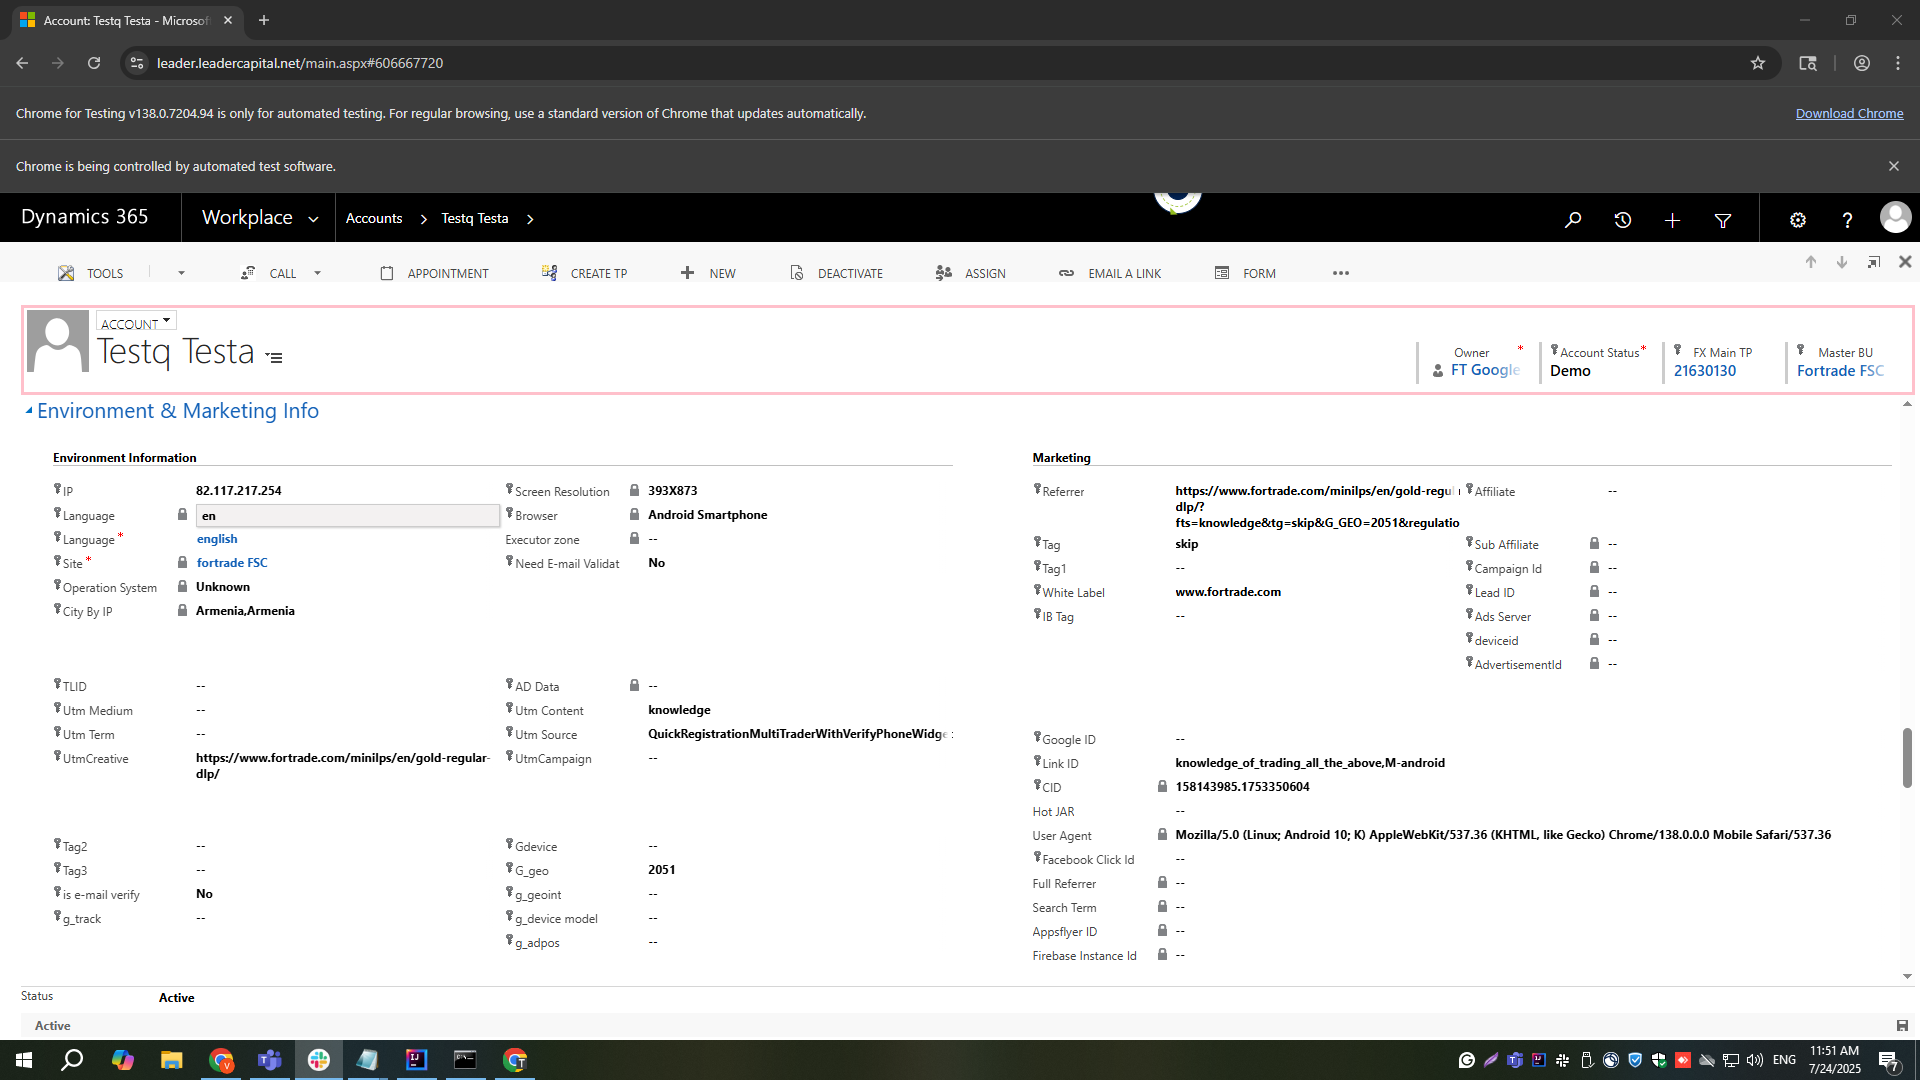 Account: Testq Testa - Microsof
leader.leadercapital.net/main.aspx#606667720
Chrome for Testing v138.0.7204.94 is only for automated testing. For regular browsing, use a standard version of Chrome that updates automatically.
Download Chrome
Chrome is being controlled by automated test software.
Dynamics 365
Workplace
Accounts
Testq Testa
TOOLS
CALL
APPOINTMENT
CREATE TP
NEW
DEACTIVATE
ASSIGN
EMAIL A LINK
FORM
ACCOUNT
Testq Testa
Owner *
FT Google
Account Status *
Demo
FX Main TP
21630130
Master BU
Fortrade FSC
Environment & Marketing Info
Environment Information
IP
82.117.217.254
Language
en
Language *
english
Site *
fortrade FSC
Operation System
Unknown
City By IP
Armenia,Armenia
Screen Resolution
393X873
Browser
Android Smartphone
Executor zone
--
Need E-mail Validat
No
TLID
--
Utm Medium
--
Utm Term
--
UtmCreative
https://www.fortrade.com/minilps/en/gold-regular-
dlp/
AD Data
--
Utm Content
knowledge
Utm Source
QuickRegistrationMultiTraderWithVerifyPhoneWidge
UtmCampaign
--
Tag2
--
Tag3
--
is e-mail verify
No
g_track
--
Gdevice
--
G_geo
2051
g_geoint
--
g_device model
--
g_adpos
--
Marketing
Referrer
https://www.fortrade.com/minilps/en/gold-regul
dlp/?
fts=knowledge&tg=skip&G_GEO=2051&regulatio
Tag
skip
Tag1
--
White Label
www.fortrade.com
IB Tag
--
Affiliate
--
Sub Affiliate
--
Campaign Id
--
Lead ID
--
Ads Server
--
deviceid
--
AdvertisementId
--
Google ID
--
Link ID
knowledge_of_trading_all_the_above,M-android
CID
158143985.1753350604
Hot JAR
--
User Agent
Mozilla/5.0 (Linux; Android 10; K) AppleWebKit/537.36 (KHTML, like Gecko) Chrome/138.0.0.0 Mobile Safari/537.36
Facebook Click Id
--
Full Referrer
--
Search Term
--
Appsflyer ID
--
Firebase Instance Id
--
Status
Active
Active
ENG
11:51 AM
7/24/2025
7